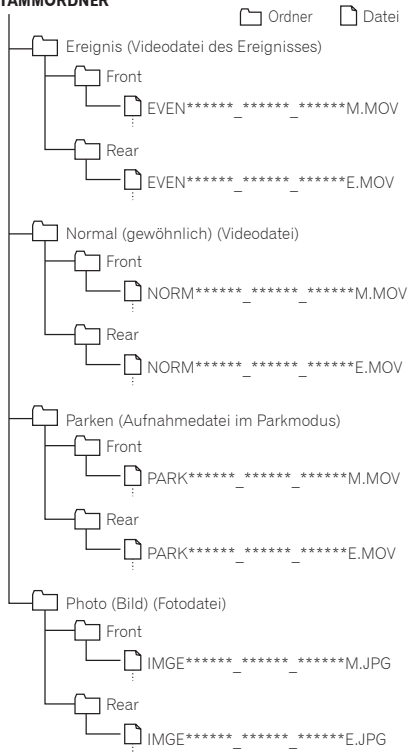 TAMMORDNER
Ordner Datei
Ereignis (Videodatei des Ereignisses)
Front
EVEN******_******_******M.MOV
Rear
EVEN******_******_******E.MOV
Normal (gewöhnlich) (Videodatei)
Front
NORM******_******_******M.MOV
Rear
NORM******_******_******E.MOV
Parken (Aufnahmedatei im Parkmodus)
Front
PARK******_******_******M.MOV
Rear
PARK******_******_******E.MOV
Photo (Bild) (Fotodatei)
Front
IMGE******_******_******M.JPG
Rear
IMGE******_******_******E.JPG